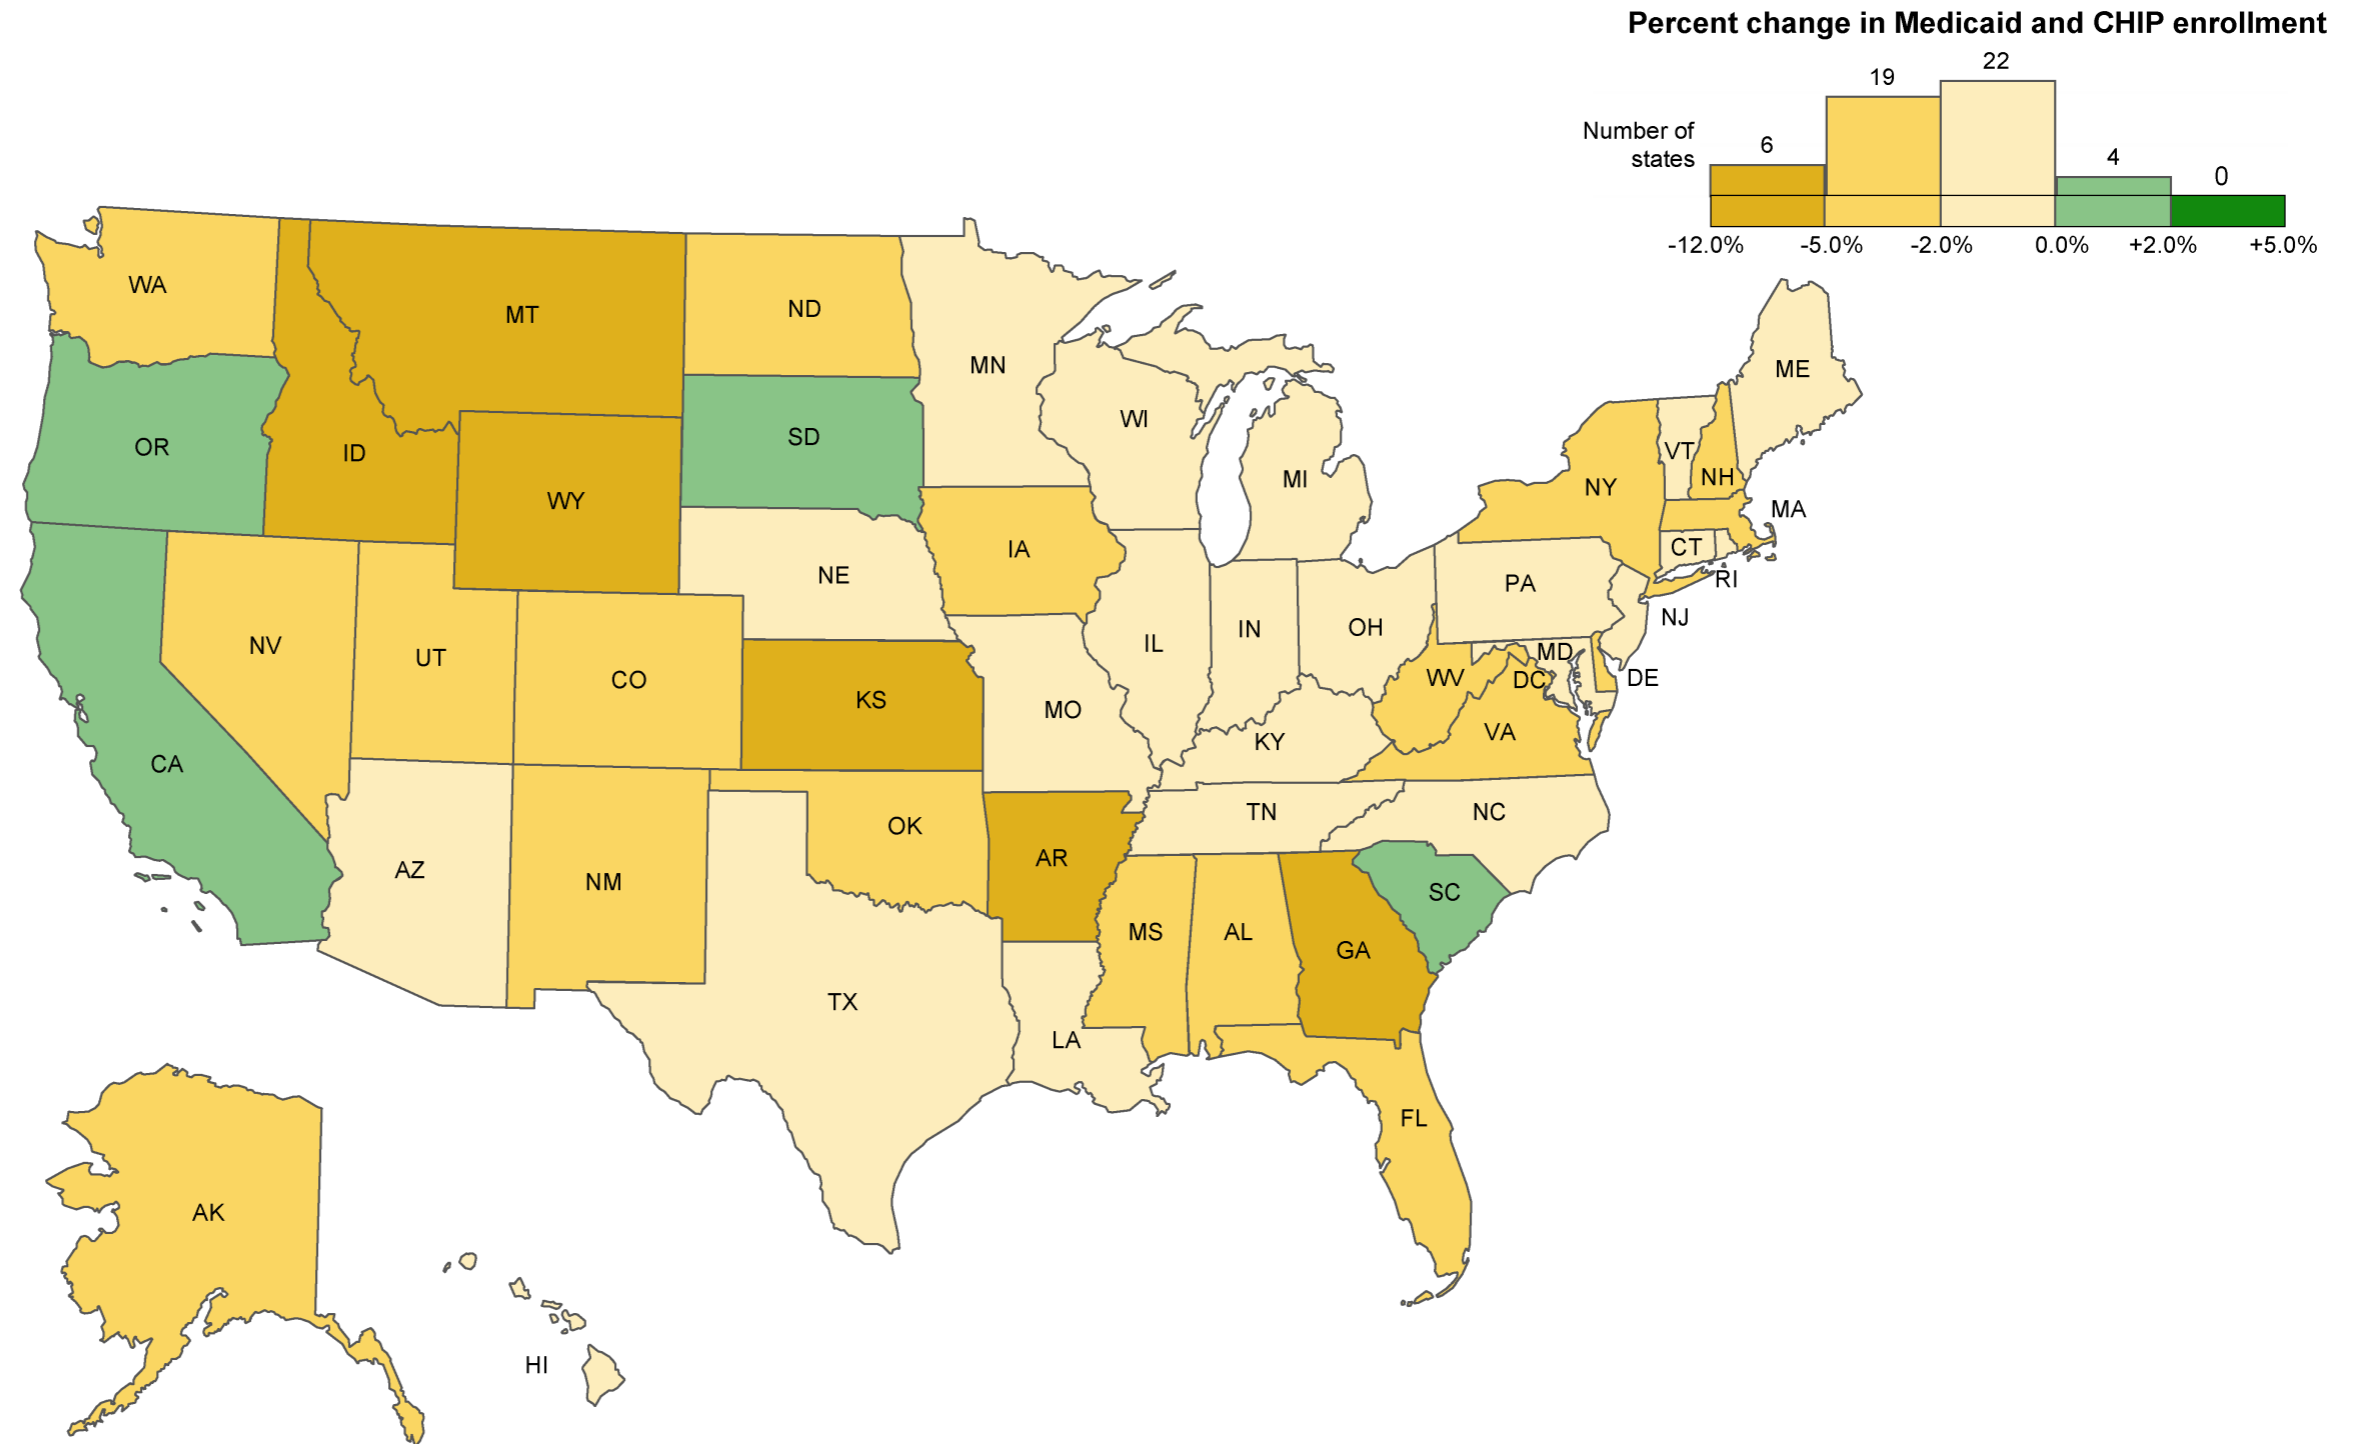 Percent change in Medicaid and CHIP enrollment
22
19
Number of
states
6
4
0
-12.0%
-5.0%
-2.0%
0.0%
+2.0%
+5.0%
WA
MT
ND
MN
ME
OR
ID
SD
WI
VT
NH
MI
NY
WY
MA
IA
CT
NE
PA
RI
NJ
NV
UT
IL
IN
OH
MD
CO
WV
DC
DE
KS
MO
VA
KY
CA
TN
NC
OK
AR
AZ
NM
SC
MS
AL
GA
TX
LA
FL
AK
HI